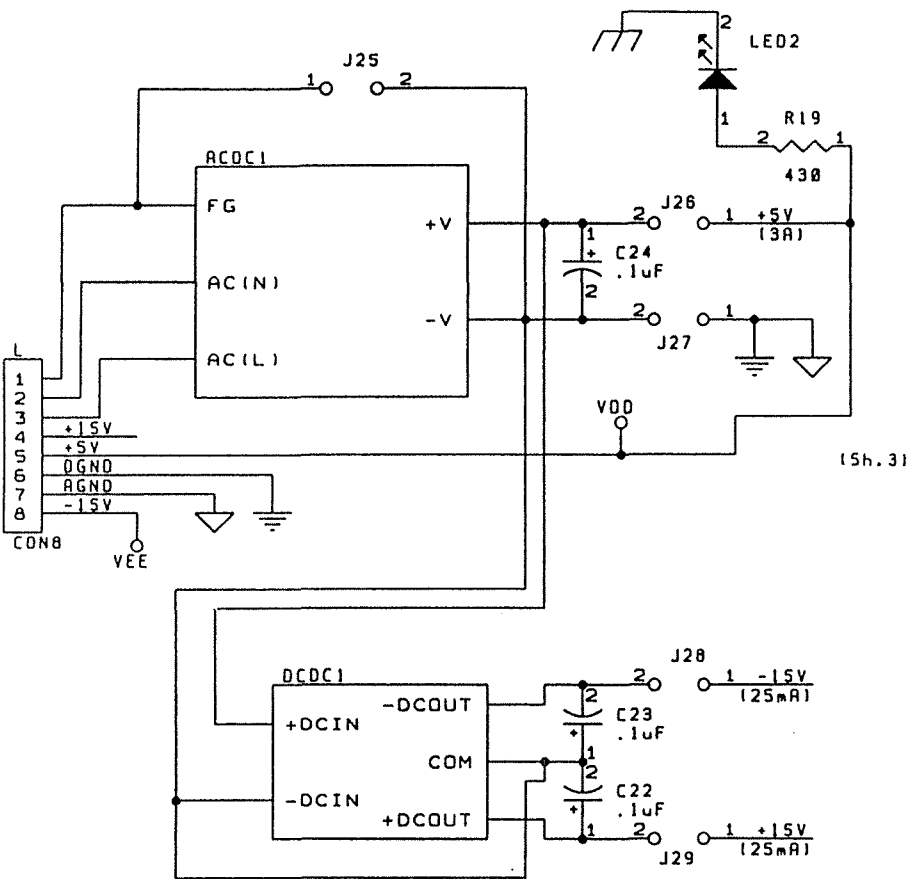 2
LED2
J25
1 2
1
R19
2 1
430
ACDC1
FG
+V
AC(N)
-V
AC(L)
J26
2 1 +5V
(3A)
1
+ C24
.1uF
2
2 1
J27
L
1
2
3
4 +15V
5 +5V
6 DGND
7 AGND
8 -15V
CON8
VEE
VDD
(Sh.3)
DCDC1
-DCOUT
+DCIN
COM
-DCIN
+DCOUT
J28
2 1 -15V
(25mA)
2
C23
+ .1uF
1
2
C22
+ .1uF
1
2 1 +15V
J29 (25mA)